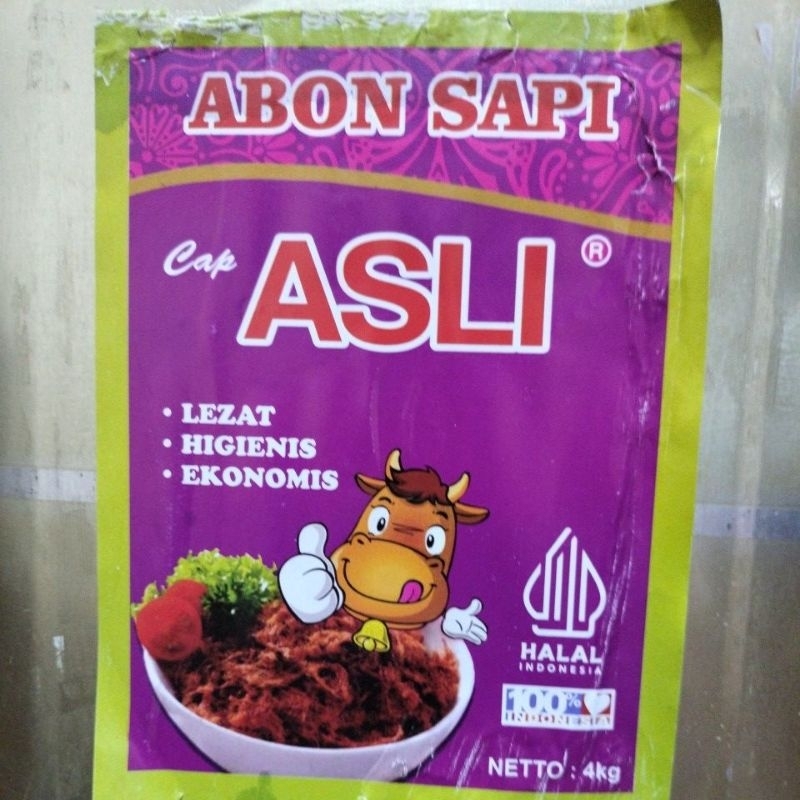 ABON SAPI
Cap ASLI ®
• LEZAT
• HIGIENIS
• EKONOMIS
HALAL
INDONESIA
100%
INDONESIA
NETTO : 4kg